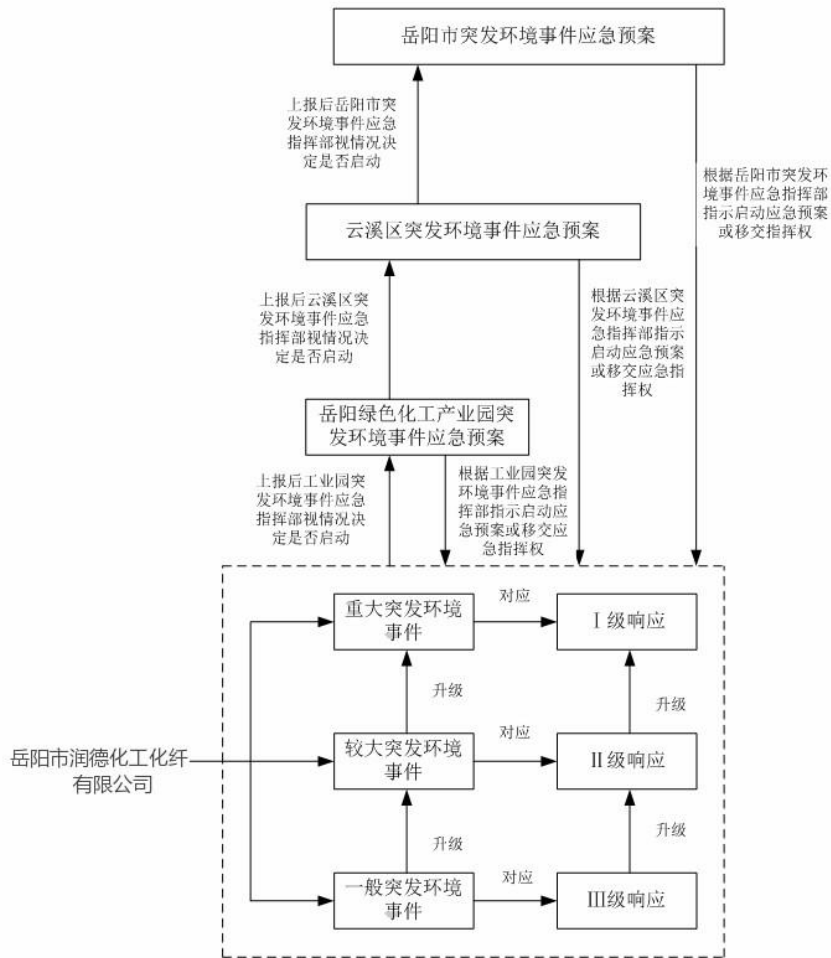 岳阳市突发环境事件应急预案
上报后岳阳市突
发环境事件应急
指挥部视情况决
定是否启动
根据岳阳市突发环
境事件应急指挥部
指示启动应急预案
或移交指挥权
云溪区突发环境事件应急预案
上报后云溪区突
发环境事件应急
指挥部视情况决
定是否启动
根据云溪区突
发环境事件应
急指挥部指示
启动应急预案
或移交应急指
挥权
岳阳绿色化工产业园突
发环境事件应急预案
上报后工业园突
发环境事件应急
指挥部视情况决
定是否启动
根据工业园突发
环境事件应急指
挥部指示启动应
急预案或移交应
急指挥权
重大突发环境
事件
对应
Ⅰ级响应
升级
升级
岳阳市润德化工化纤
有限公司
较大突发环境
事件
对应
Ⅱ级响应
升级
升级
一般突发环境
事件
对应
Ⅲ级响应